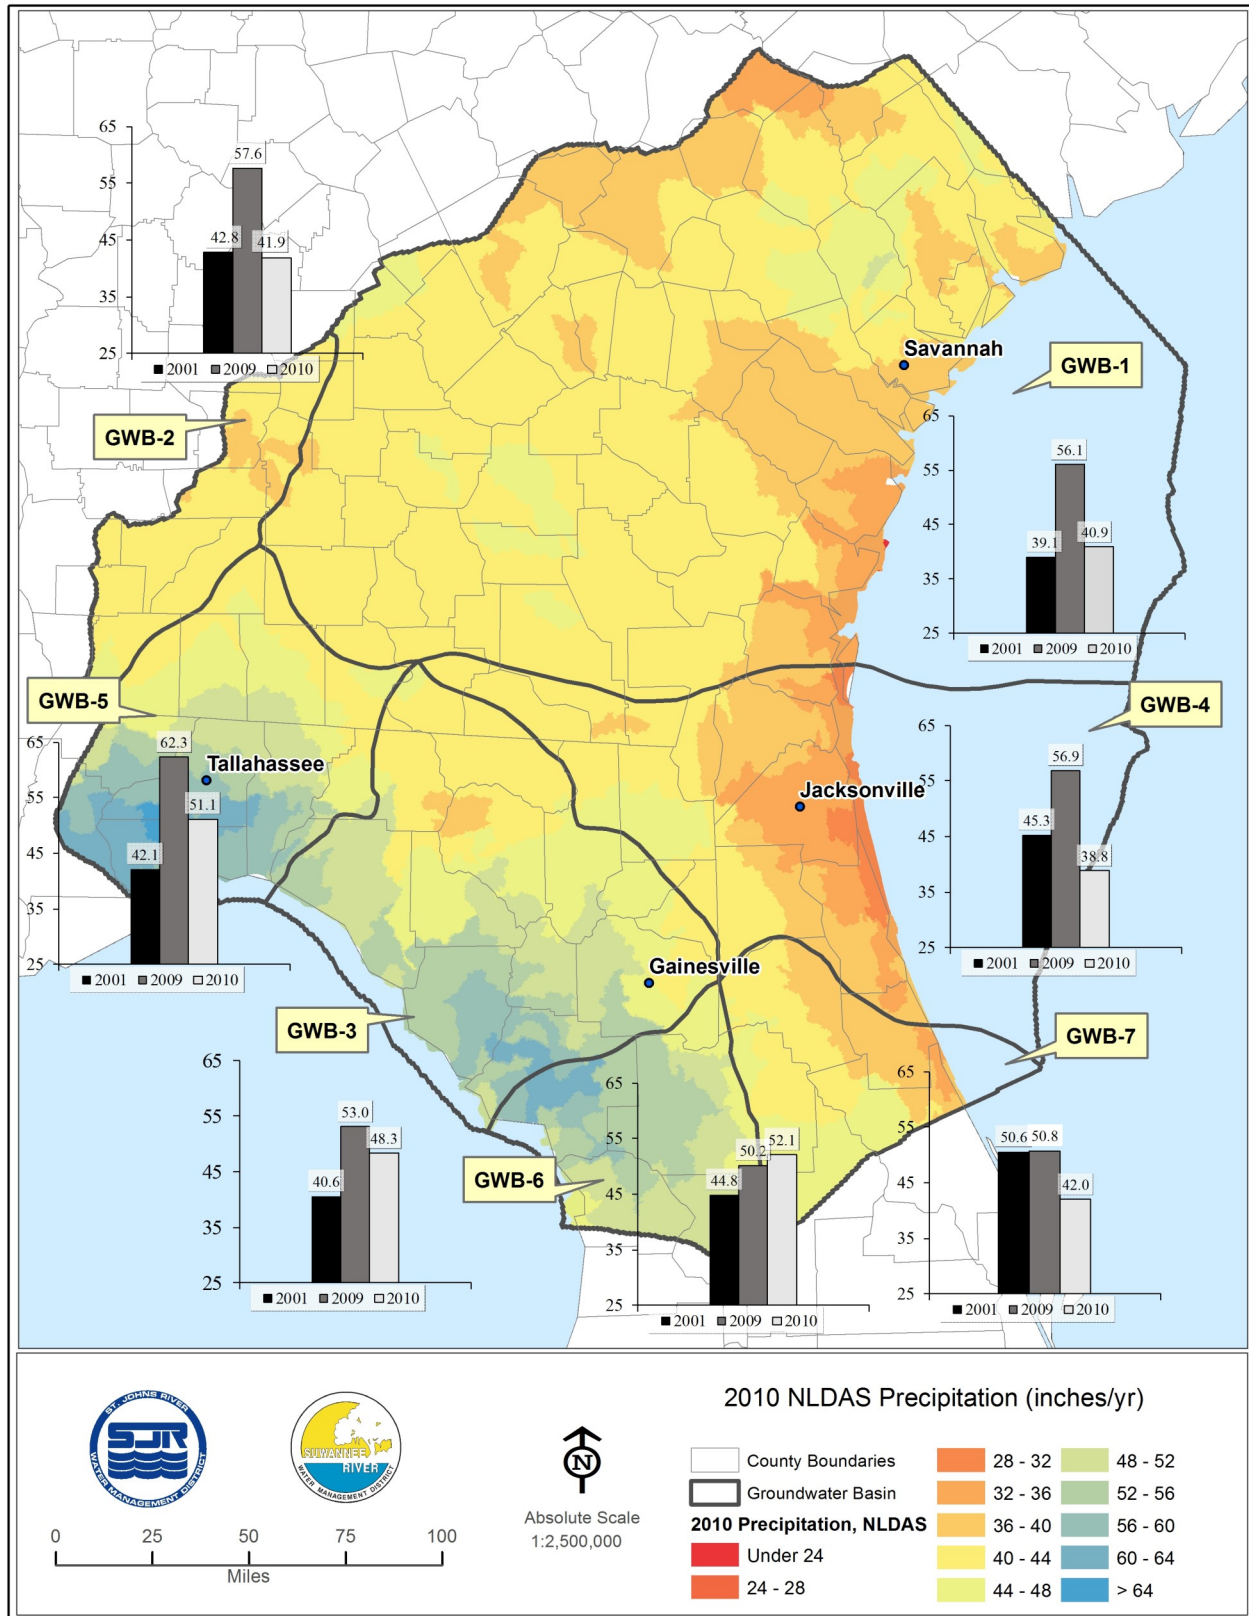 65
55
45
35
25
57.6
42.8
41.9
2001 2009 2010
GWB-2
Savannah
GWB-1
65
55
45
35
25
56.1
39.1
40.9
2001 2009 2010
GWB-5
65
55
45
35
25
62.3
51.1
42.1
2001 2009 2010
Tallahassee
GWB-4
65
55
45
35
25
56.9
45.3
38.8
2001 2009 2010
Jacksonville
Gainesville
GWB-3
65
55
45
35
25
53.0
48.3
40.6
2001 2009 2010
GWB-6
65
55
45
35
25
44.8
50.2
52.1
2001 2009 2010
GWB-7
65
55
45
35
25
50.6
50.8
42.0
2001 2009 2010
ST. JOHNS RIVER
SJR
WATER MANAGEMENT DISTRICT
SUWANNEE
RIVER
WATER MANAGEMENT DISTRICT
N
Absolute Scale
1:2,500,000
0 25 50 75 100
Miles
2010 NLDAS Precipitation (inches/yr)
County Boundaries
Groundwater Basin
2010 Precipitation, NLDAS
Under 24
24 - 28
28 - 32
32 - 36
36 - 40
40 - 44
44 - 48
48 - 52
52 - 56
56 - 60
60 - 64
> 64